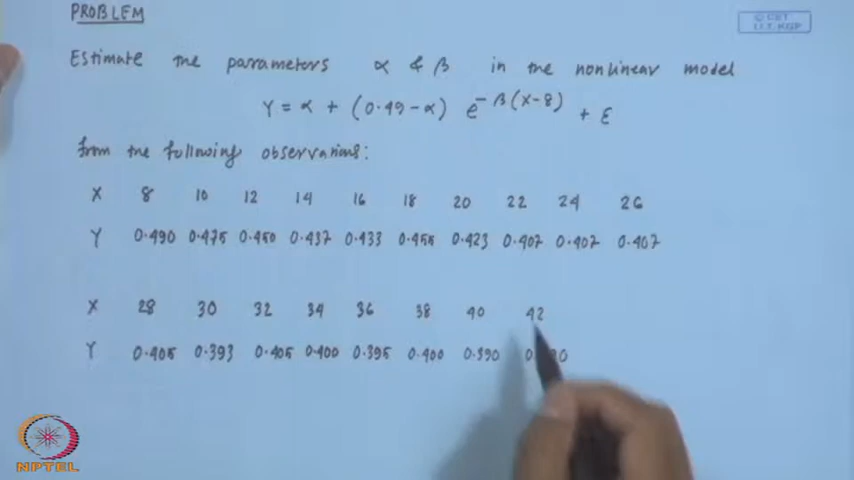 PROBLEM
© CET
I.I.T. KGP
Estimate the parameters α & β in the nonlinear model
Y = α + (0.49 - α) e^{-β(X-8)} + ε
from the following observations:
X 8 10 12 14 16 18 20 22 24 26
Y 0.490 0.475 0.450 0.437 0.433 0.455 0.423 0.407 0.407 0.407
X 28 30 32 34 36 38 40 42
Y 0.405 0.393 0.405 0.400 0.395 0.400 0.390
NPTEL